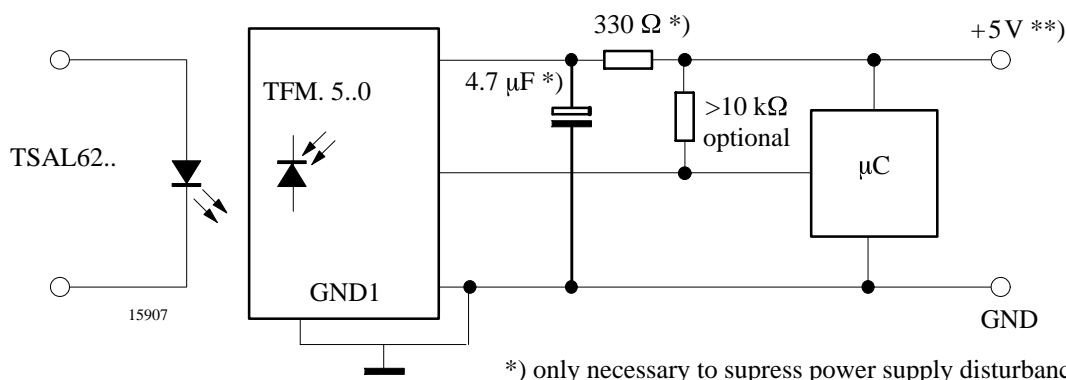 330 Ω *)
+5 V **)
4.7 μF *)
TFM. 5..0
>10 kΩ
optional
TSAL62..
μC
GND1
15907
GND
*) only necessary to supress power supply disturbanc